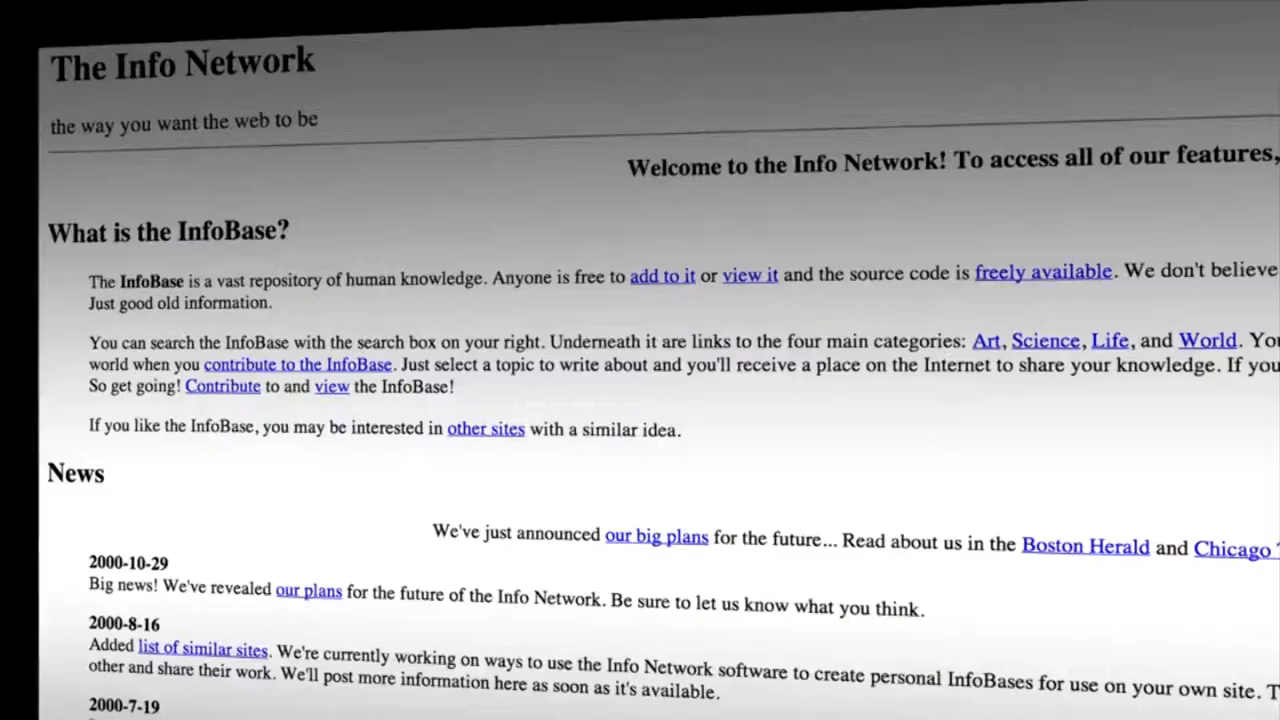 The Info Network
the way you want the web to be
Welcome to the Info Network! To access all of our features,
What is the InfoBase?
The InfoBase is a vast repository of human knowledge. Anyone is free to add to it or view it and the source code is freely available. We don't believe
Just good old information.
You can search the InfoBase with the search box on your right. Underneath it are links to the four main categories: Art, Science, Life, and World. You
world when you contribute to the InfoBase. Just select a topic to write about and you'll receive a place on the Internet to share your knowledge. If you
So get going! Contribute to and view the InfoBase!
If you like the InfoBase, you may be interested in other sites with a similar idea.
News
We've just announced our big plans for the future... Read about us in the Boston Herald and Chicago
2000-10-29
Big news! We've revealed our plans for the future of the Info Network. Be sure to let us know what you think.
2000-8-16
Added list of similar sites. We're currently working on ways to use the Info Network software to create personal InfoBases for use on your own site.
other and share their work. We'll post more information here as soon as it's available.
2000-7-19